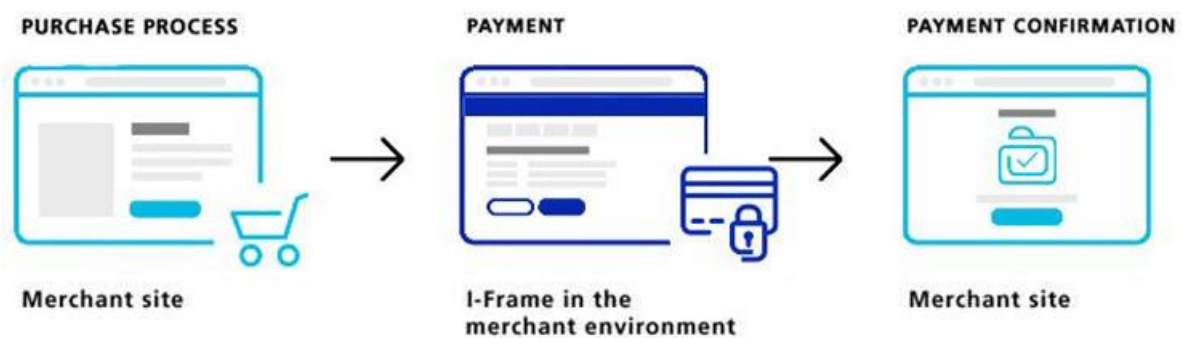 PURCHASE PROCESS
PAYMENT
PAYMENT CONFIRMATION
Merchant site
I-Frame in the
merchant environment
Merchant site